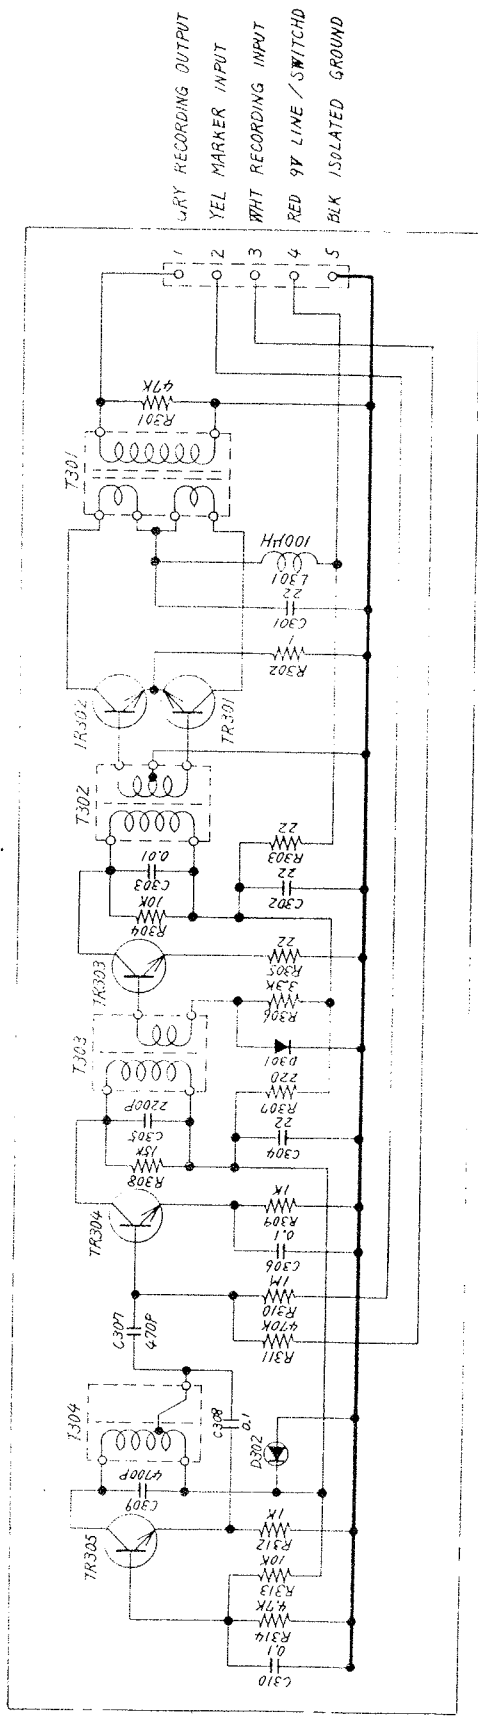 GRY RECORDING OUTPUT
YEL MARKER INPUT
WHT RECORDING INPUT
RED 9V LINE / SWITCHD
BLK ISOLATED GROUND
1
2
3
4
5
T301
R301
47K
L301
100μH
C301
22
R302
1
TR302
TR301
T302
C303
0.01
R304
10K
R303
22
C302
22
TR303
R305
22
R306
3.3K
T303
D301
R307
220
C304
22
C305
2200P
R308
15K
TR304
R309
1K
C306
0.1
R310
1M
R311
470K
C307
470P
T304
C308
0.1
C309
4700P
D302
TR305
R312
1K
R313
10K
R314
4.7K
C310
0.1